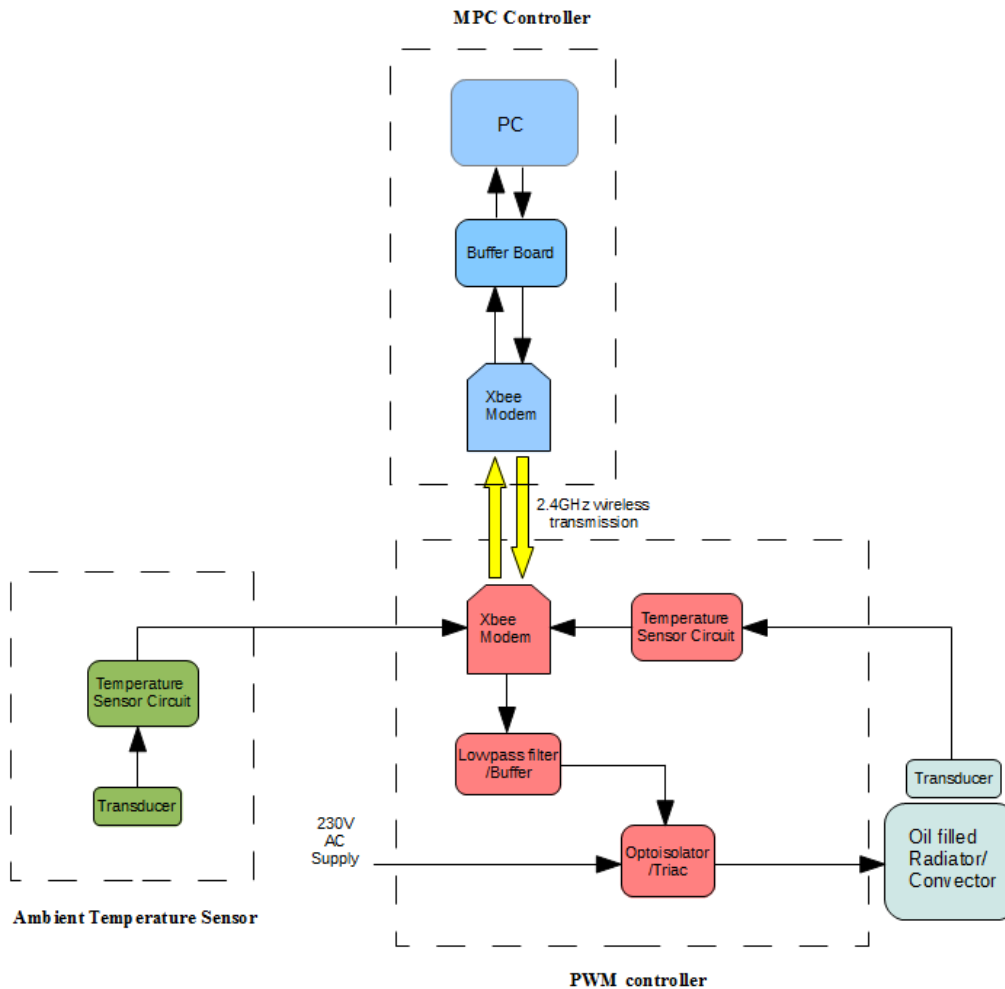 MPC Controller
PC
Buffer Board
Xbee
Modem
2.4GHz wireless
transmission
Xbee
Modem
Temperature
Sensor Circuit
Temperature
Sensor Circuit
Lowpass filter
/Buffer
Transducer
Transducer
230V
AC
Supply
Optoisolator
/Triac
Oil filled
Radiator/
Convector
Ambient Temperature Sensor
PWM controller